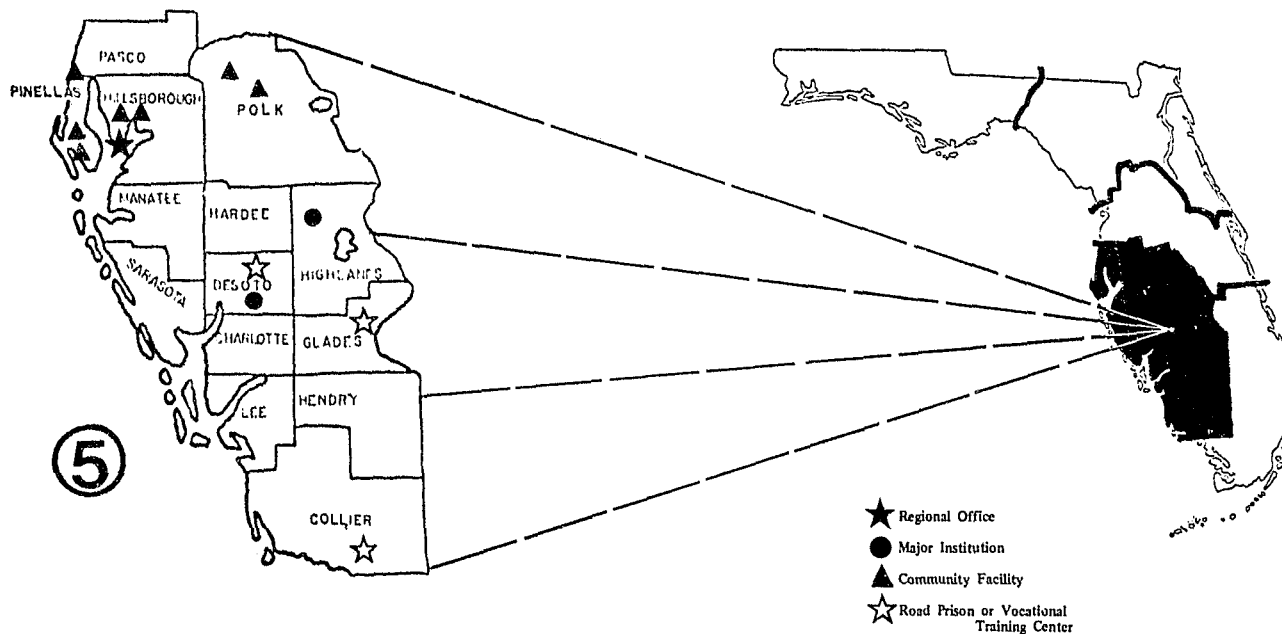 PASCO
PINELLAS
HILLSBOROUGH
POLK
MANATEE
HARDEE
SARASOTA
DESOTO
HIGHLANDS
CHARLOTTE
GLADES
LEE
HENDRY
COLLIER
5
Regional Office
Major Institution
Community Facility
Road Prison or Vocational
Training Center